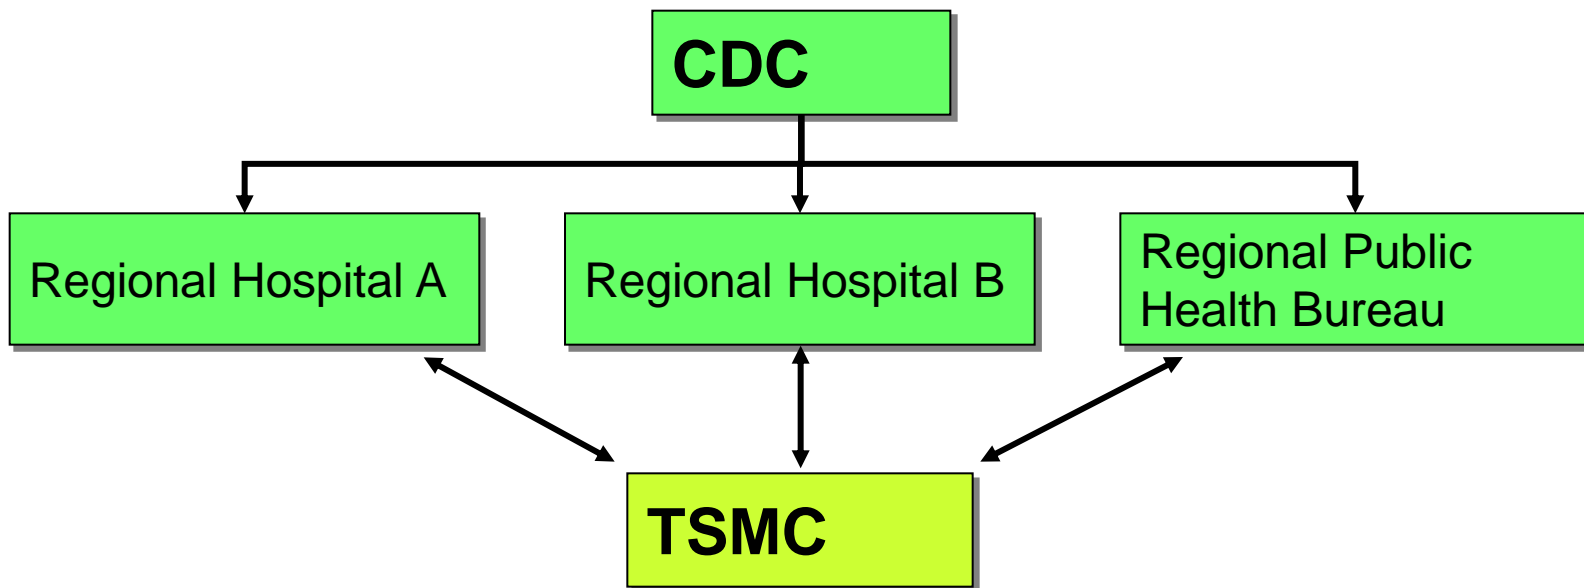 CDC
Regional Hospital A
Regional Hospital B
Regional Public
Health Bureau
TSMC